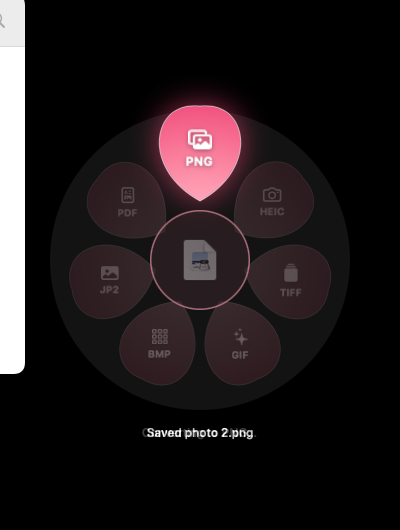 PNG
PDF
HEIC
JP2
TIFF
BMP
GIF
Saved photo 2.png